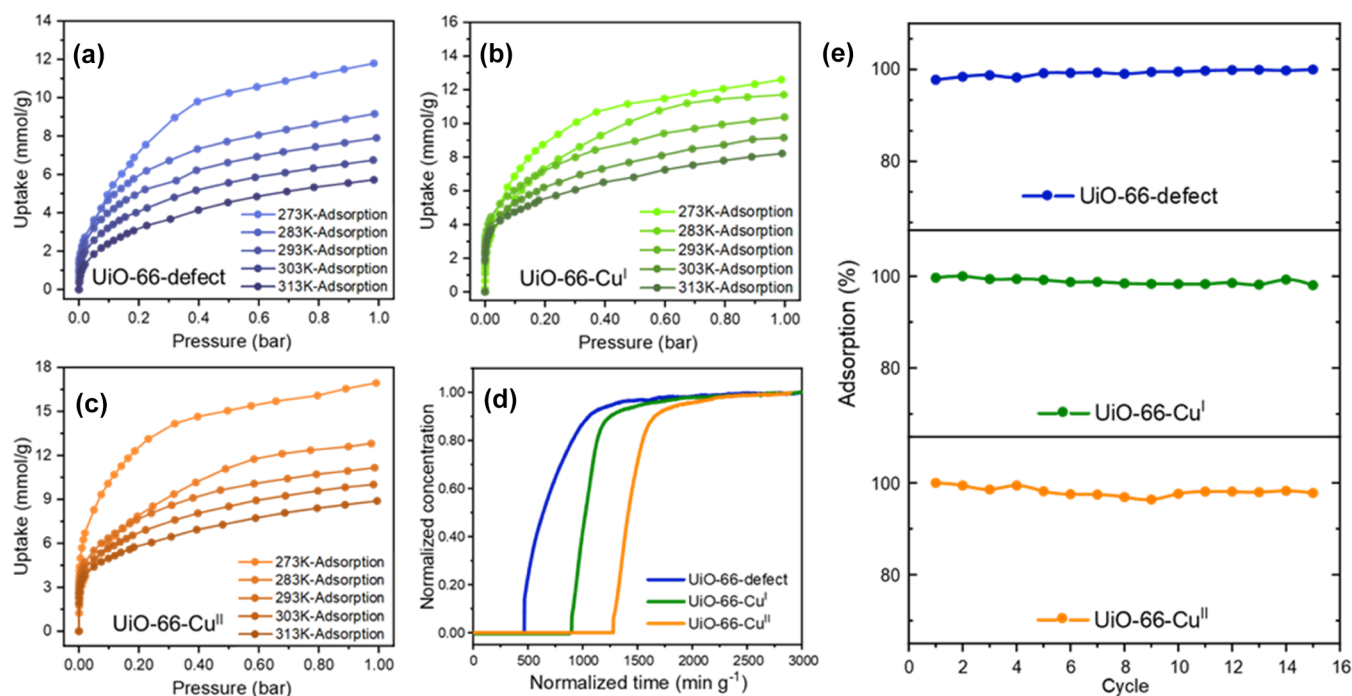 (a)
14
12
10
8
6
4
2
0
Uptake (mmol/g)
273K-Adsorption
283K-Adsorption
293K-Adsorption
303K-Adsorption
313K-Adsorption
UiO-66-defect
0.0 0.2 0.4 0.6 0.8 1.0
Pressure (bar)
(b)
16
14
12
10
8
6
4
2
0
Uptake (mmol/g)
273K-Adsorption
283K-Adsorption
293K-Adsorption
303K-Adsorption
313K-Adsorption
UiO-66-Cuᴵ
0.00 0.20 0.40 0.60 0.80 1.00
Pressure (bar)
(c)
18
15
12
9
6
3
0
Uptake (mmol/g)
273K-Adsorption
283K-Adsorption
293K-Adsorption
303K-Adsorption
313K-Adsorption
UiO-66-Cuᴵᴵ
0.00 0.20 0.40 0.60 0.80 1.00
Pressure (bar)
(d)
1.00
0.80
0.60
0.40
0.20
0.00
Normalized concentration
UiO-66-defect
UiO-66-Cuᴵ
UiO-66-Cuᴵᴵ
0 500 1000 1500 2000 2500 3000
Normalized time (min g⁻¹)
(e)
100
80
UiO-66-defect
100
80
UiO-66-Cuᴵ
100
80
UiO-66-Cuᴵᴵ
Adsorption (%)
0 2 4 6 8 10 12 14 16
Cycle